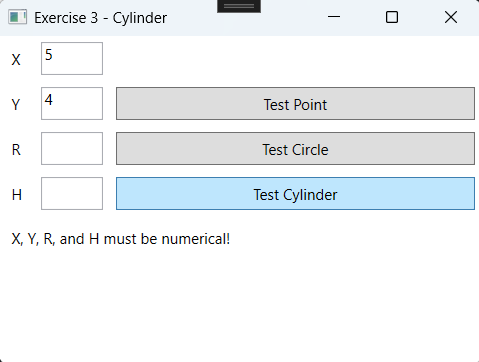 Exercise 3 - Cylinder
X 5
Y 4 Test Point
R Test Circle
H Test Cylinder
X, Y, R, and H must be numerical!